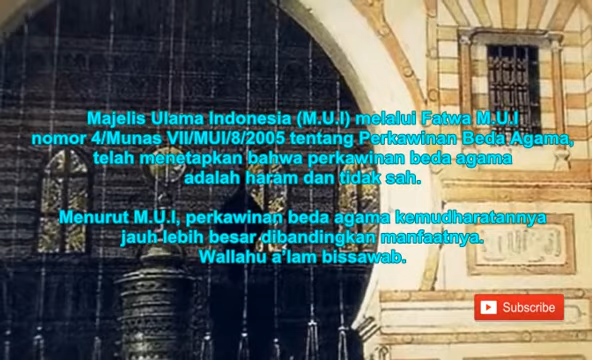 Majelis Ulama Indonesia (M.U.I) melalui Fatwa M.U.I
nomor 4/Munas VII/MUI/8/2005 tentang Perkawinan Beda Agama,
telah menetapkan bahwa perkawinan beda agama
adalah haram dan tidak sah.
Menurut M.U.I, perkawinan beda agama kemudharatannya
jauh lebih besar dibandingkan manfaatnya.
Wallahu a'lam bissawab.
Subscribe